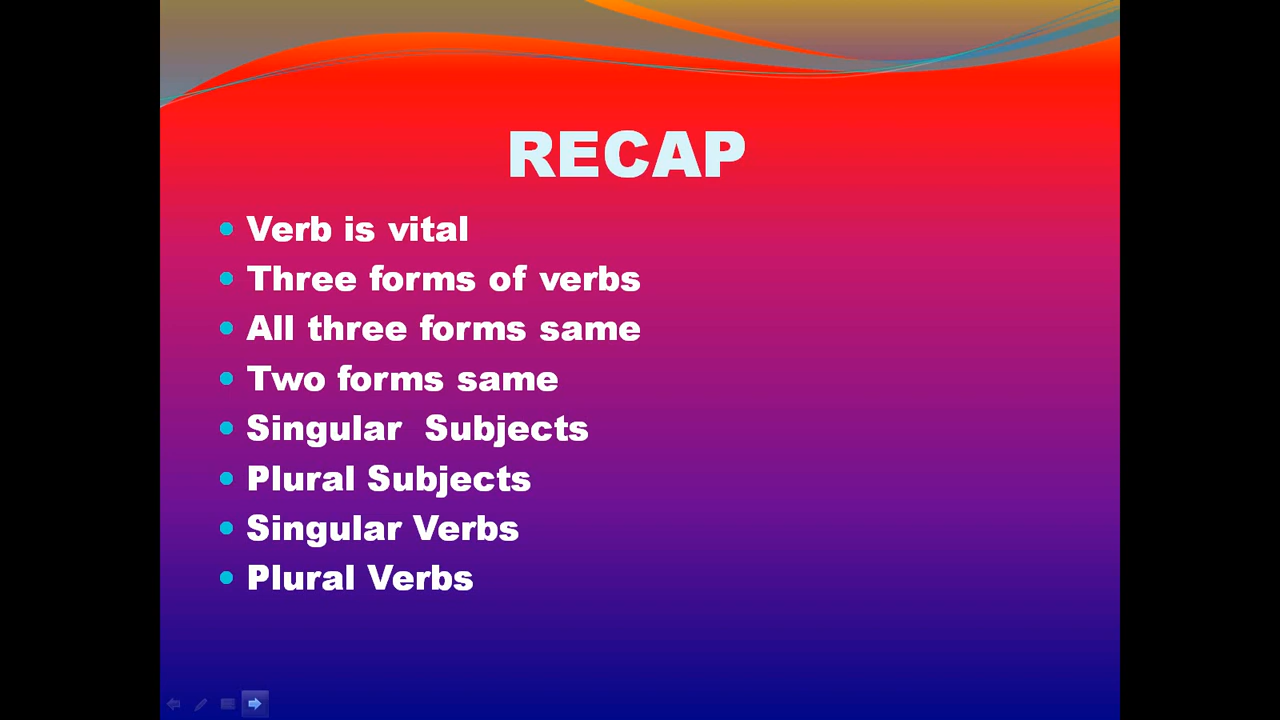 RECAP
• Verb is vital
• Three forms of verbs
• All three forms same
• Two forms same
• Singular  Subjects
• Plural Subjects
• Singular Verbs
• Plural Verbs